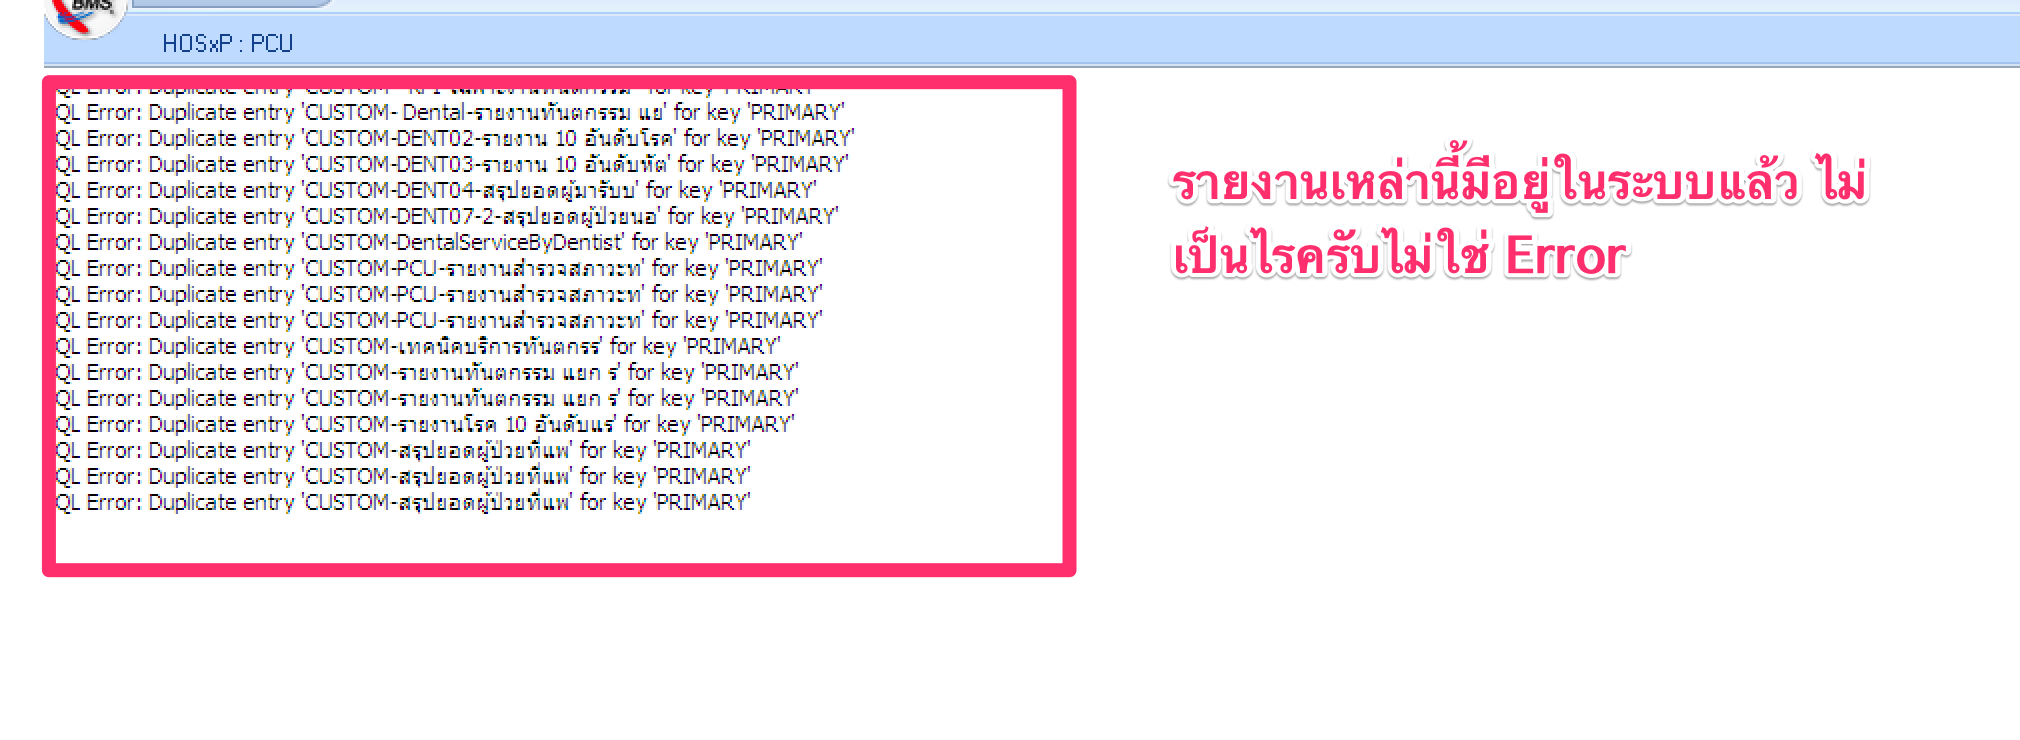 BMS
HOSxP : PCU
QL Error: Duplicate entry 'CUSTOM- Dental-รายงานทันตกรรม แย' for key 'PRIMARY'
QL Error: Duplicate entry 'CUSTOM-DENT02-รายงาน 10 อันดับโรค' for key 'PRIMARY'
QL Error: Duplicate entry 'CUSTOM-DENT03-รายงาน 10 อันดับหัต' for key 'PRIMARY'
QL Error: Duplicate entry 'CUSTOM-DENT04-สรุปยอดผู้มารับบ' for key 'PRIMARY'
QL Error: Duplicate entry 'CUSTOM-DENT07-2-สรุปยอดผู้ป่วยนอ' for key 'PRIMARY'
QL Error: Duplicate entry 'CUSTOM-DentalServiceByDentist' for key 'PRIMARY'
QL Error: Duplicate entry 'CUSTOM-PCU-รายงานสำรวจสภาวะท' for key 'PRIMARY'
QL Error: Duplicate entry 'CUSTOM-PCU-รายงานสำรวจสภาวะท' for key 'PRIMARY'
QL Error: Duplicate entry 'CUSTOM-PCU-รายงานสำรวจสภาวะท' for key 'PRIMARY'
QL Error: Duplicate entry 'CUSTOM-เทคนิคบริการทันตกรร' for key 'PRIMARY'
QL Error: Duplicate entry 'CUSTOM-รายงานทันตกรรม แยก ร' for key 'PRIMARY'
QL Error: Duplicate entry 'CUSTOM-รายงานทันตกรรม แยก ร' for key 'PRIMARY'
QL Error: Duplicate entry 'CUSTOM-รายงานโรค 10 อันดับแร' for key 'PRIMARY'
QL Error: Duplicate entry 'CUSTOM-สรุปยอดผู้ป่วยที่แพ' for key 'PRIMARY'
QL Error: Duplicate entry 'CUSTOM-สรุปยอดผู้ป่วยที่แพ' for key 'PRIMARY'
QL Error: Duplicate entry 'CUSTOM-สรุปยอดผู้ป่วยที่แพ' for key 'PRIMARY'
รายงานเหล่านี้มีอยู่ในระบบแล้ว ไม่
เป็นไรครับไม่ใช่ Error